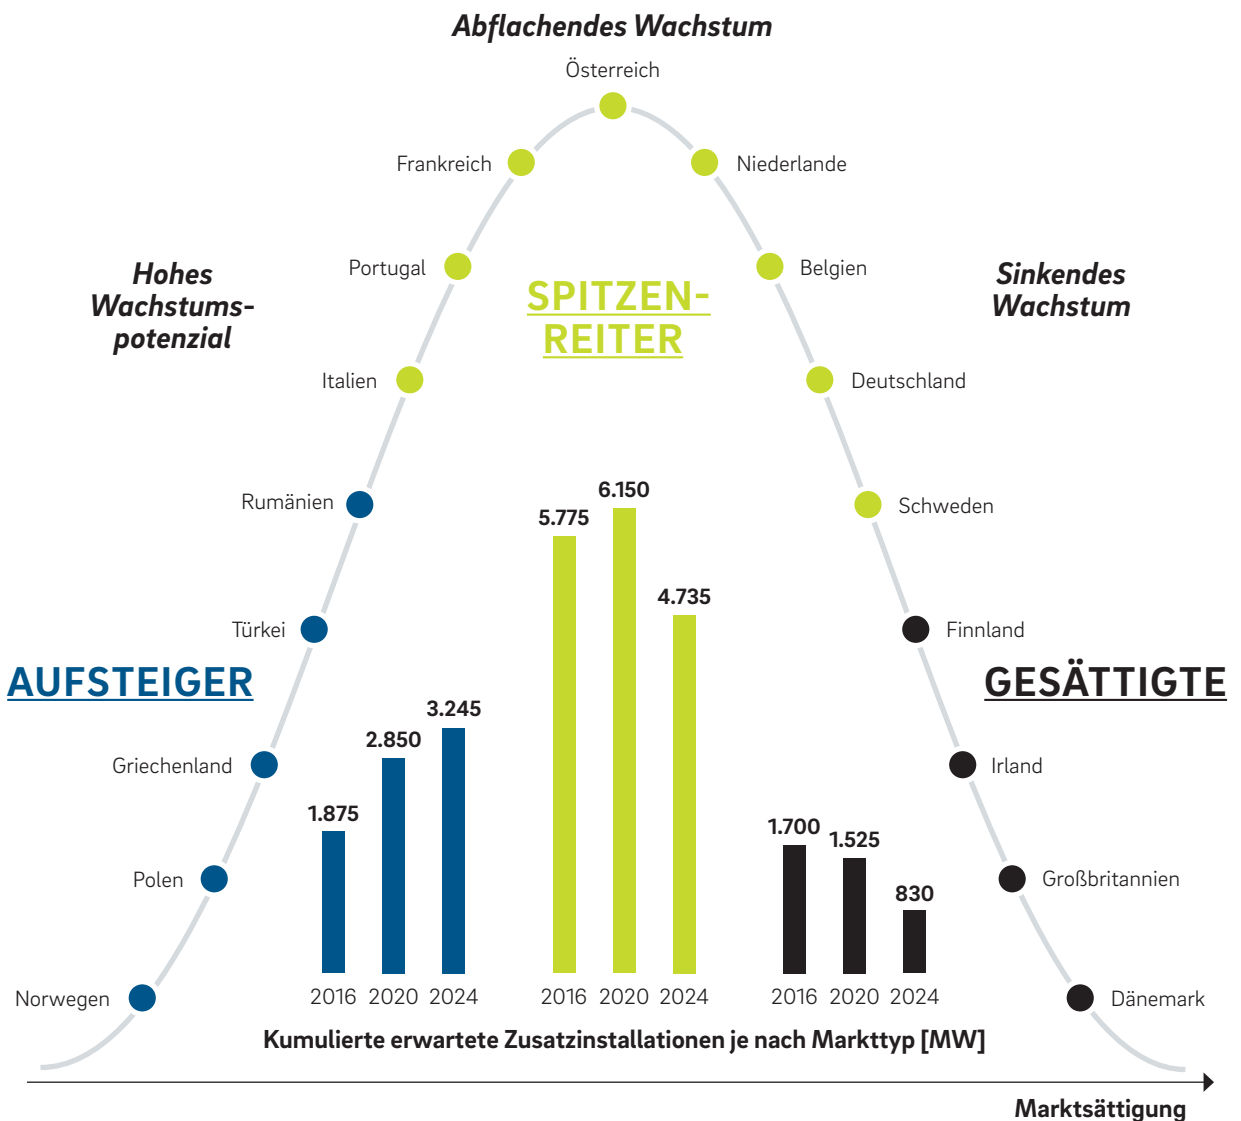 Abflachendes Wachstum
Österreich
Frankreich
Niederlande
Portugal
Belgien
Hohes
Wachstums-
potenzial
SPITZEN-
REITER
Sinkendes
Wachstum
Italien
Deutschland
Rumänien
Schweden
Türkei
Finnland
AUFSTEIGER
GESÄTTIGTE
Griechenland
Irland
Polen
Großbritannien
Norwegen
Dänemark
1.875
2.850
3.245
5.775
6.150
4.735
1.700
1.525
830
2016 2020 2024
2016 2020 2024
2016 2020 2024
Kumulierte erwartete Zusatzinstallationen je nach Markttyp [MW]
Marktsättigung